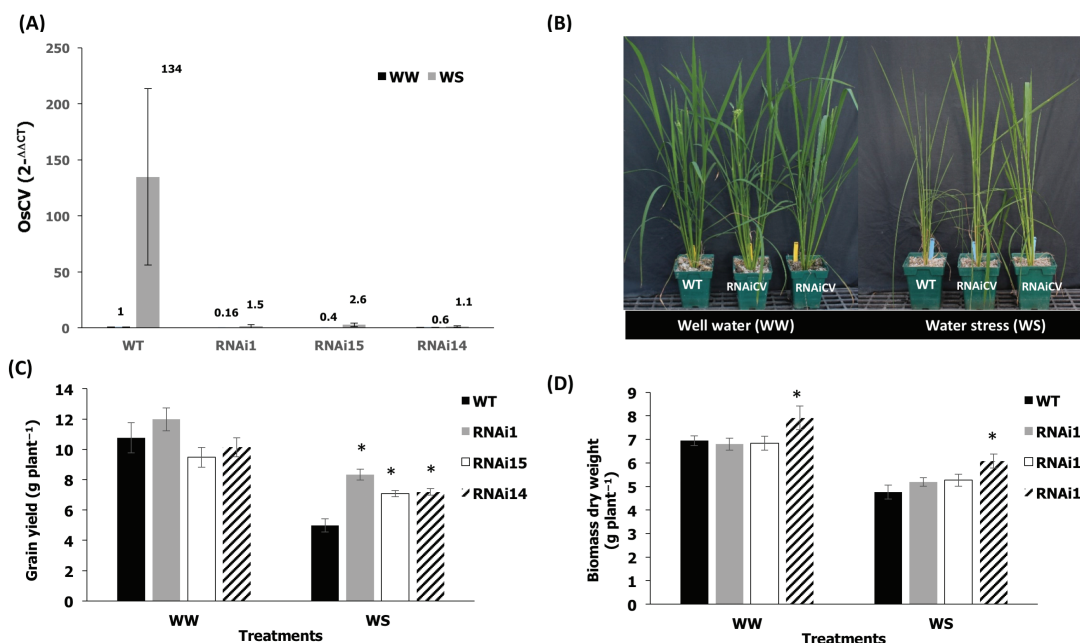 (A)
250
200
150
100
50
0
OsCV (2-ΔΔCT)
WW WS
134
1
0.16
1.5
0.4
2.6
0.6
1.1
WT RNAi1 RNAi15 RNAi14
(B)
WT RNAiCV RNAiCV WT RNAiCV RNAiCV
Well water (WW) Water stress (WS)
(C)
14
12
10
8
6
4
2
0
Grain yield (g plant⁻¹)
WT
RNAi1
RNAi15
RNAi14
* * *
WW WS
Treatments
(D)
9
8
7
6
5
4
3
2
1
0
Biomass dry weight
(g plant⁻¹)
WT
RNAi1
RNAi1
RNAi1
* *
WW WS
Treatments